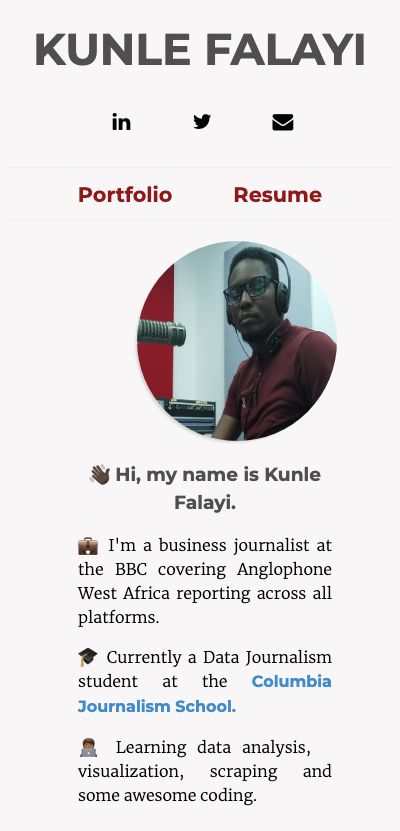 KUNLE FALAYI
in
Portfolio Resume
👋🏿 Hi, my name is Kunle
Falayi.
💼 I'm a business journalist at
the BBC covering Anglophone
West Africa reporting across all
platforms.
🎓 Currently a Data Journalism
student at the Columbia
Journalism School.
👨🏾‍💻 Learning data analysis,
visualization, scraping and
some awesome coding.